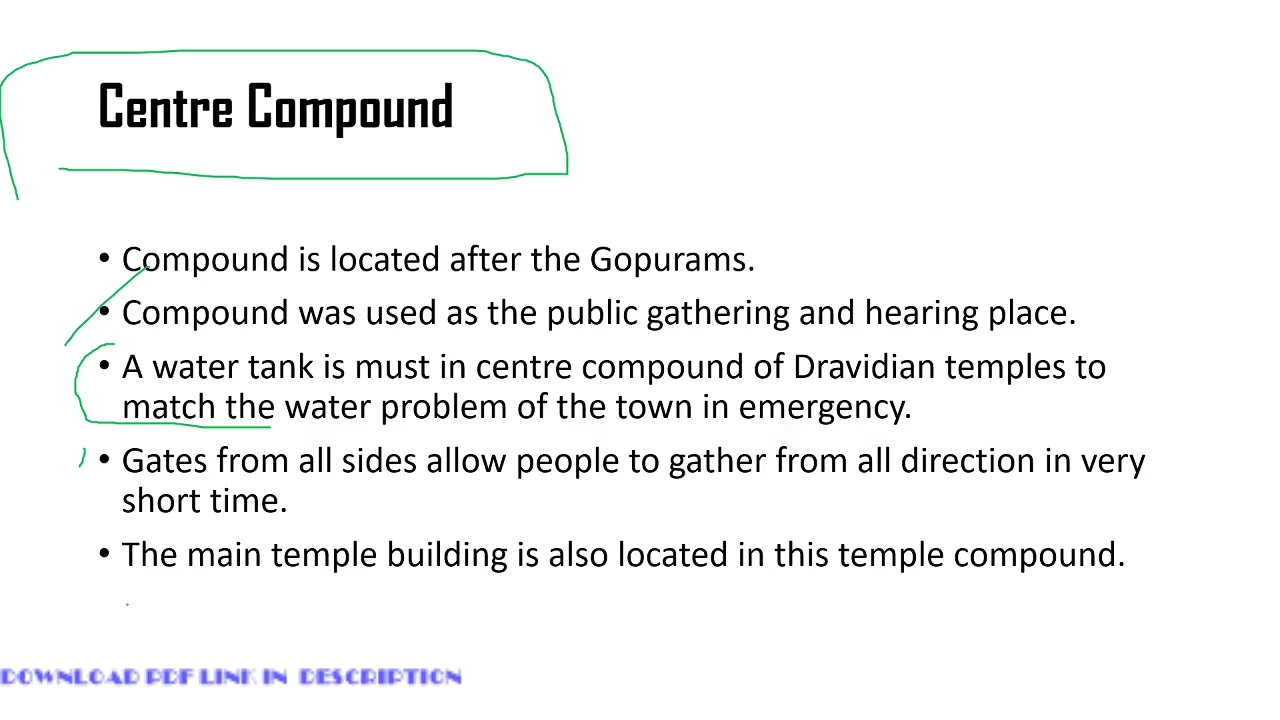 Centre Compound
• Compound is located after the Gopurams.
• Compound was used as the public gathering and hearing place.
• A water tank is must in centre compound of Dravidian temples to
match the water problem of the town in emergency.
• Gates from all sides allow people to gather from all direction in very
short time.
• The main temple building is also located in this temple compound.
DOWNLOAD PDF LINK IN DESCRIPTION